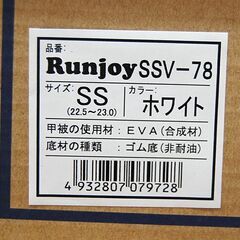 品番:
Runjoy SSV-78
サイズ: カラー:
SS ホワイト
(22.5～23.0)
甲被の使用材:EVA(合成材)
底材の種類:ゴム底(非耐油)
4 932807 079728